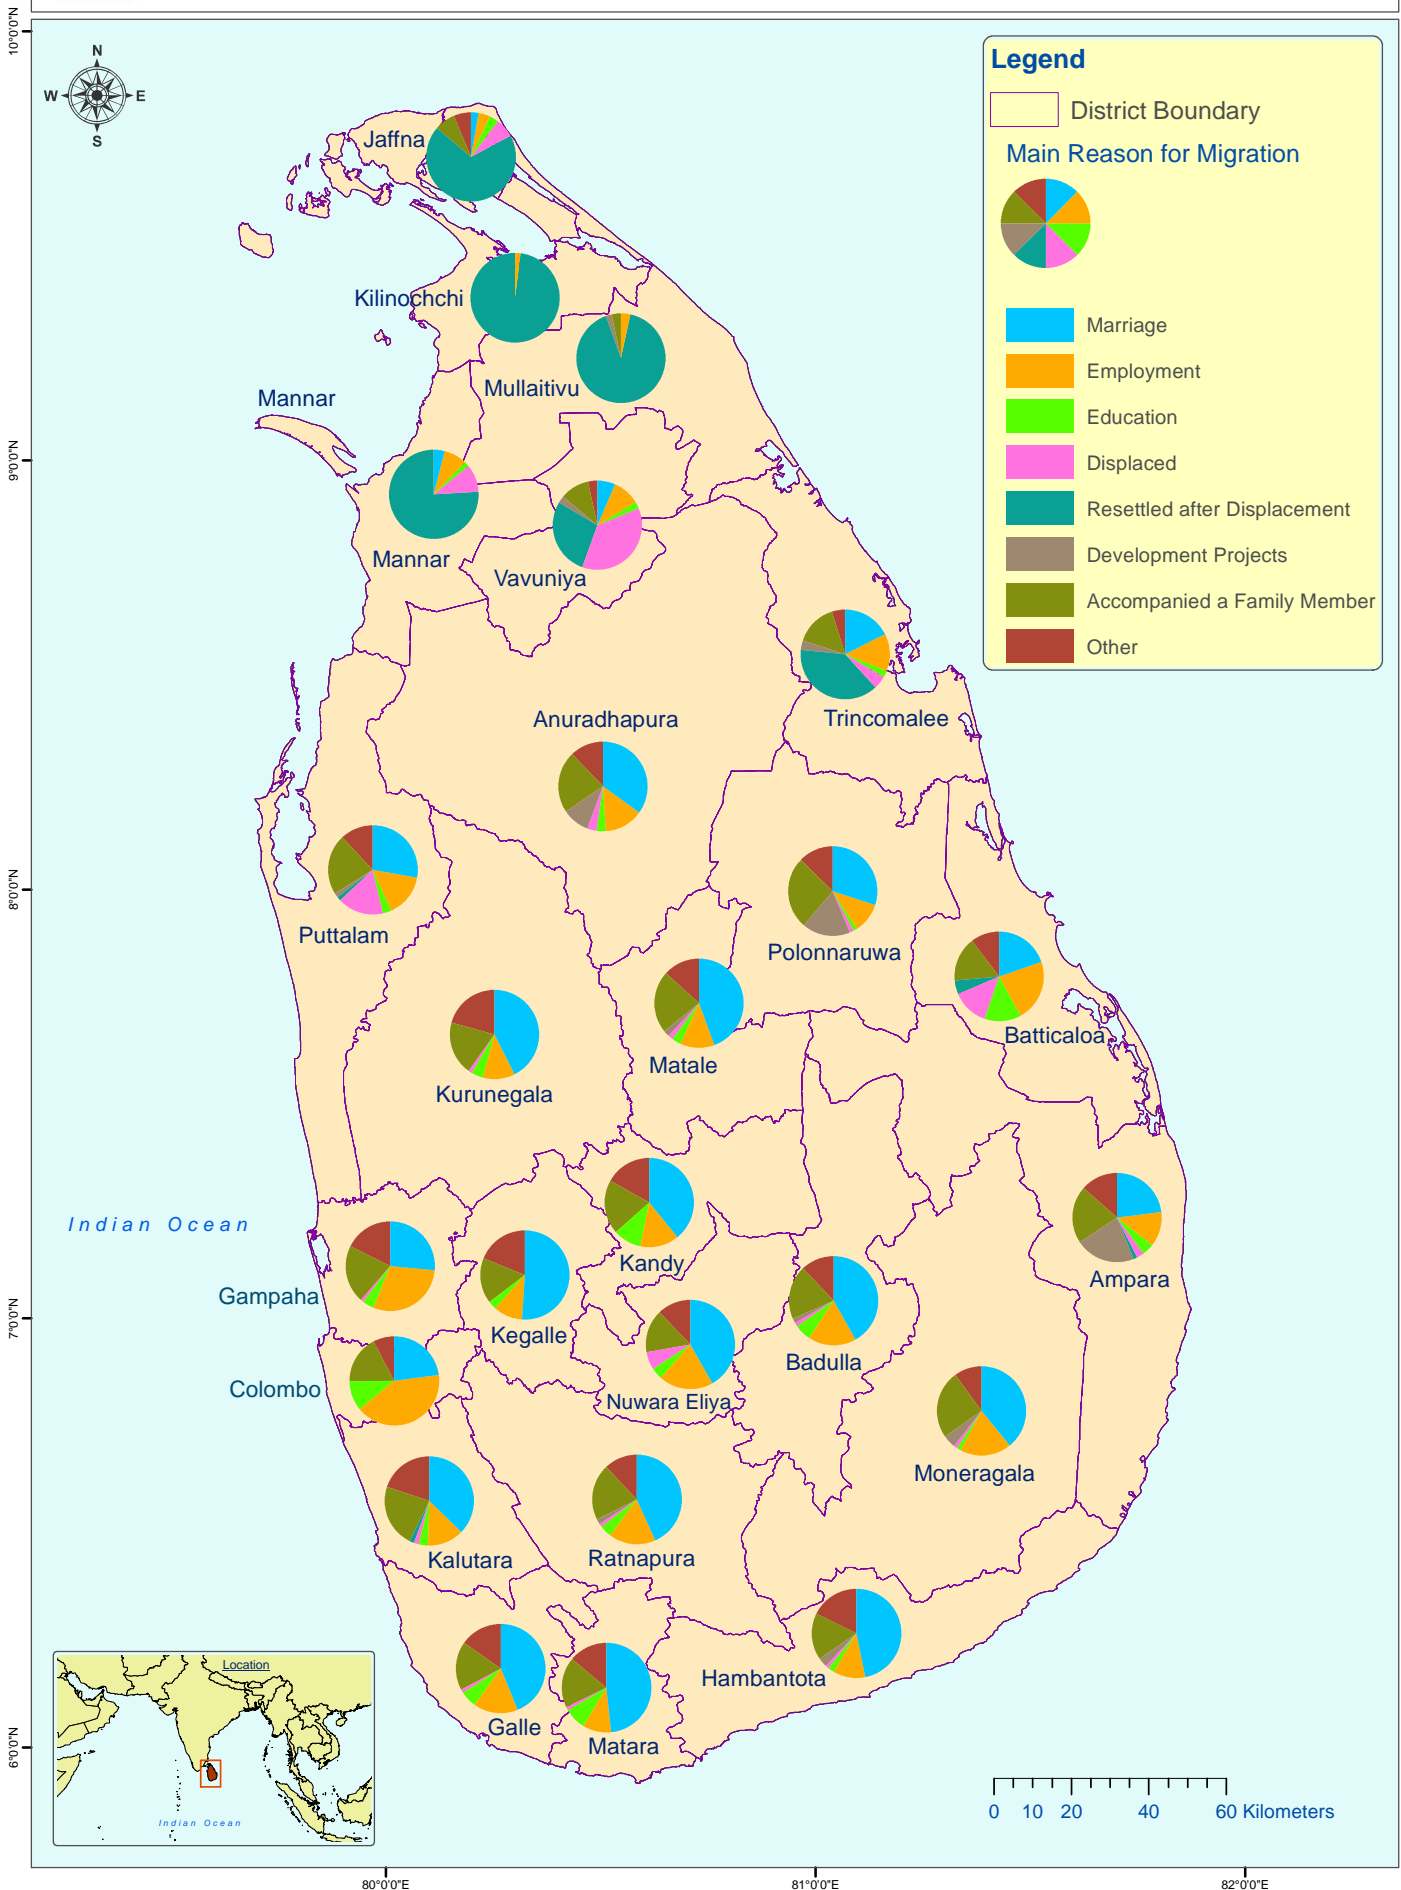 10°0'0"N
N
W
E
S
Legend
District Boundary
Main Reason for Migration
Marriage
Employment
Education
Displaced
Resettled after Displacement
Development Projects
Accompanied a Family Member
Other
Jaffna
Kilinochchi
Mullaitivu
Mannar
9°0'0"N
Mannar
Vavuniya
Trincomalee
Anuradhapura
8°0'0"N
Puttalam
Polonnaruwa
Batticaloa
Matale
Kurunegala
Indian Ocean
Kandy
Ampara
Gampaha
7°0'0"N
Kegalle
Badulla
Colombo
Nuwara Eliya
Moneragala
Kalutara
Ratnapura
Hambantota
Galle
Matara
6°0'0"N
Location
Indian Ocean
0 10 20 40 60 Kilometers
80°0'0"E
81°0'0"E
82°0'0"E